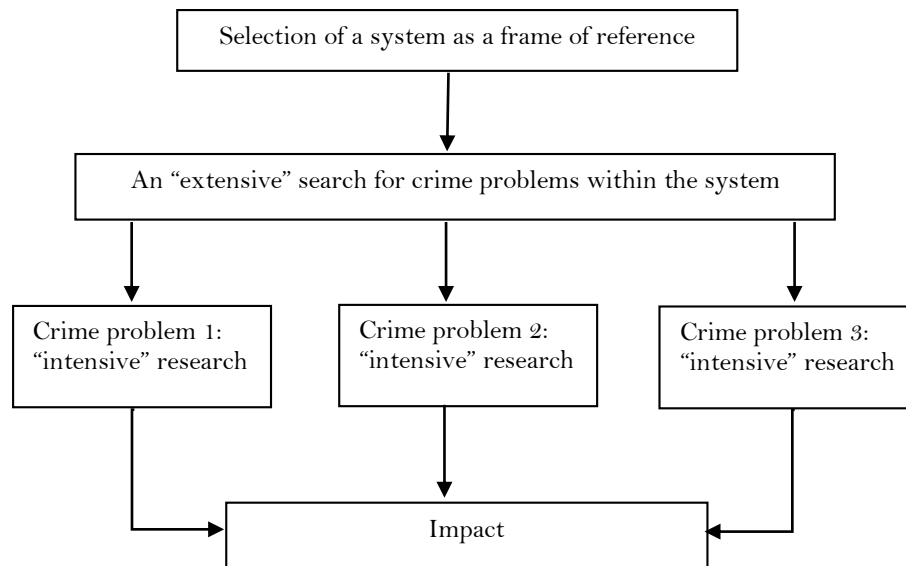 Selection of a system as a frame of reference
An “extensive” search for crime problems within the system
Crime problem 1:
“intensive” research
Crime problem 2:
“intensive” research
Crime problem 3:
“intensive” research
Impact